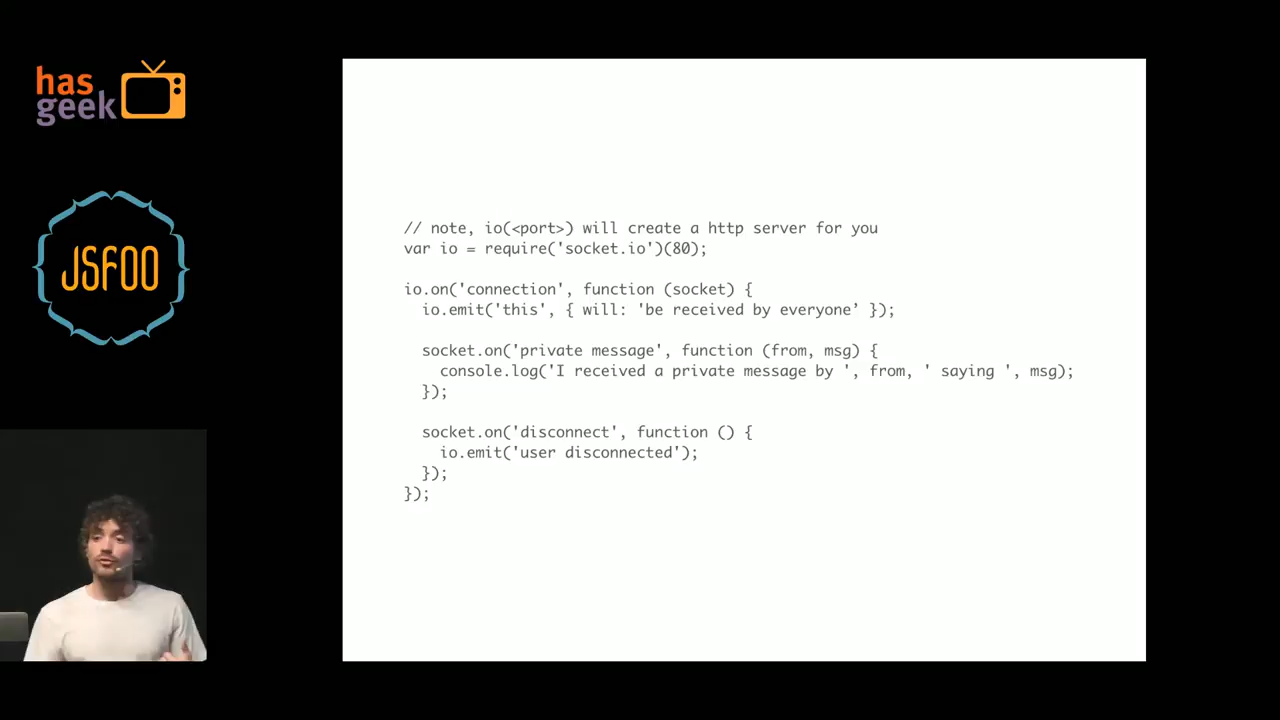 has
geek
JSFOO
// note, io(<port>) will create a http server for you
var io = require('socket.io')(80);
io.on('connection', function (socket) {
io.emit('this', { will: 'be received by everyone’ });
socket.on('private message', function (from, msg) {
console.log('I received a private message by ', from, ' saying ', msg);
});
socket.on('disconnect', function () {
io.emit('user disconnected');
});
});